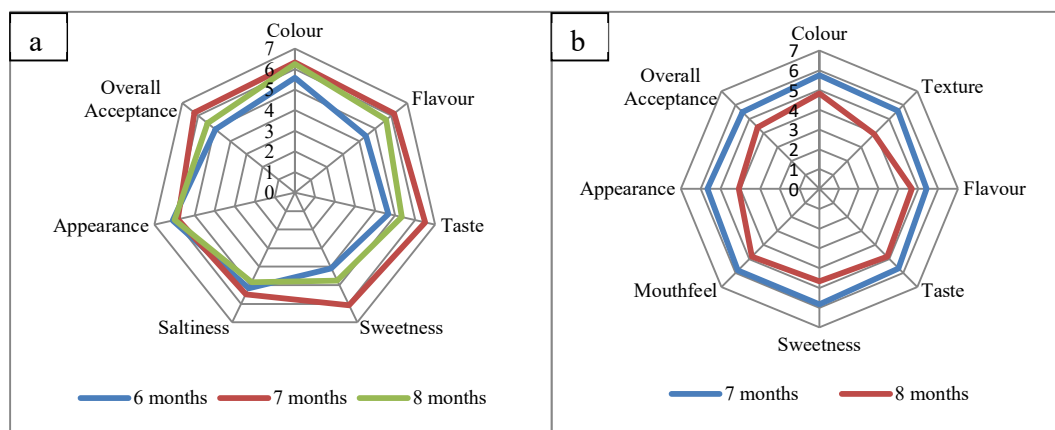 a
Colour
7
6
5
4
3
2
1
0
Flavour
Taste
Sweetness
Saltiness
Appearance
Overall
Acceptance
6 months
7 months
8 months
b
Colour
7
6
5
4
3
2
1
0
Texture
Flavour
Taste
Sweetness
Mouthfeel
Appearance
Overall
Acceptance
7 months
8 months